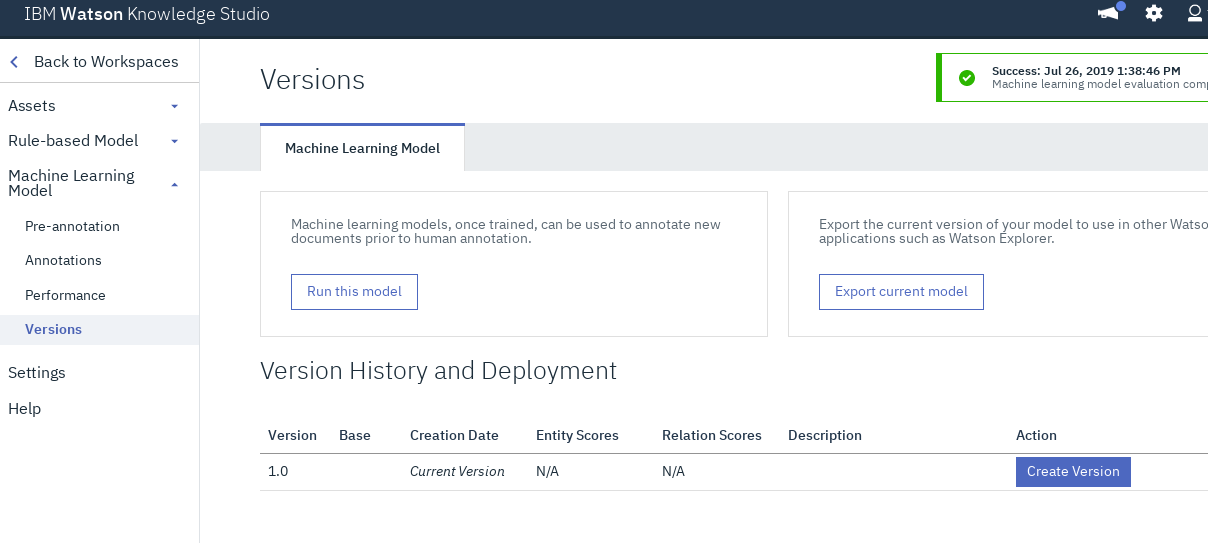 IBM Watson Knowledge Studio
Back to Workspaces
Assets
Rule-based Model
Machine Learning
Model
Pre-annotation
Annotations
Performance
Versions
Settings
Help
Versions
Success: Jul 26, 2019 1:38:46 PM
Machine learning model evaluation
Machine Learning Model
Machine learning models, once trained, can be used to annotate new
documents prior to human annotation.
Run this model
Export the current version of your model to use in other
applications such as Watson Explorer.
Export current model
Version History and Deployment
Version Base Creation Date Entity Scores Relation Scores Description Action
1.0 Current Version N/A N/A Create Version